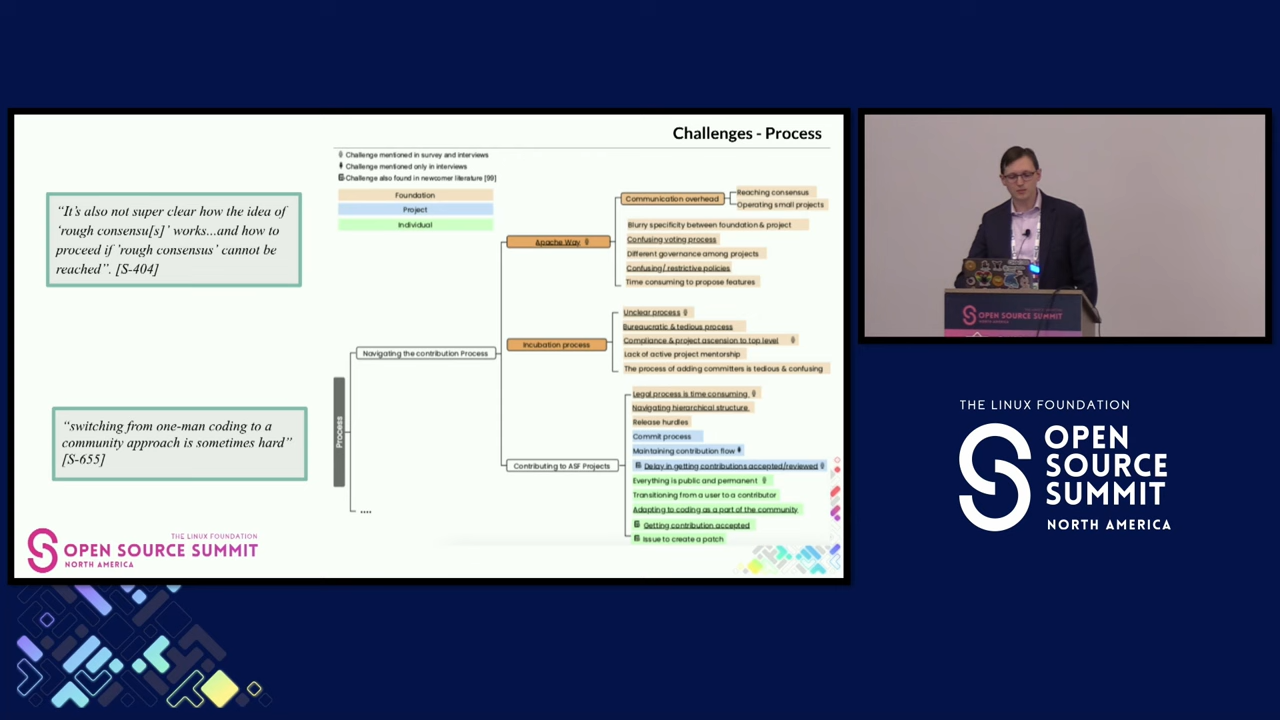 Challenges - Process
Challenge mentioned in survey and interviews
Challenge mentioned only in interviews
Challenge also found in newcomer literature [99]
Foundation
Project
Individual
“It’s also not super clear how the idea of
‘rough consensu[s]’ works...and how to
proceed if ‘rough consensus’ cannot be
reached”. [S-404]
“switching from one-man coding to a
community approach is sometimes hard”
[S-655]
Process
Navigating the contribution Process
....
Apache Way
Communication overhead
Reaching consensus
Operating small projects
Blurry specificity between foundation & project
Confusing voting process
Different governance among projects
Confusing/ restrictive policies
Time consuming to propose features
Incubation process
Unclear process
Bureaucratic & tedious process
Compliance & project ascension to top level
Lack of active project mentorship
The process of adding committers is tedious & confusing
Contributing to ASF Projects
Legal process is time consuming
Navigating hierarchical structure
Release hurdles
Commit process
Maintaining contribution flow
Delay in getting contributions accepted/reviewed
Everything is public and permanent
Transitioning from a user to a contributor
Adapting to coding as a part of the community
Getting contribution accepted
Issue to create a patch
THE LINUX FOUNDATION
OPEN SOURCE SUMMIT
NORTH AMERICA
OPEN SOURCE SUMMIT
THE LINUX FOUNDATION
OPEN
SOURCE
SUMMIT
NORTH AMERICA